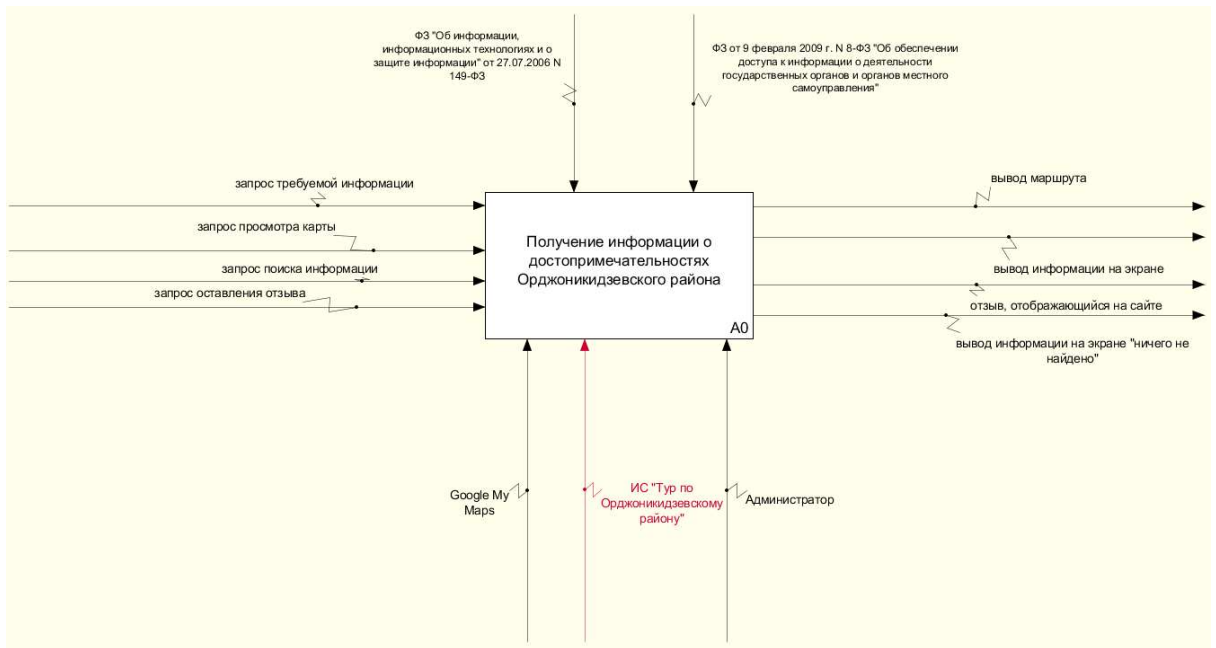 ФЗ "Об информации,
информационных технологиях и о
защите информации" от 27.07.2006 N
149-ФЗ
ФЗ от 9 февраля 2009 г. N 8-ФЗ "Об обеспечении
доступа к информации о деятельности
государственных органов и органов местного
самоуправления"
запрос требуемой информации
запрос просмотра карты
запрос поиска информации
запрос оставления отзыва
Получение информации о
достопримечательностях
Орджоникидзевского района
A0
вывод маршрута
вывод информации на экране
отзыв, отображающийся на сайте
вывод информации на экране "ничего не
найдено"
Google My
Maps
ИС "Тур по
Орджоникидзевскому
району"
Администратор